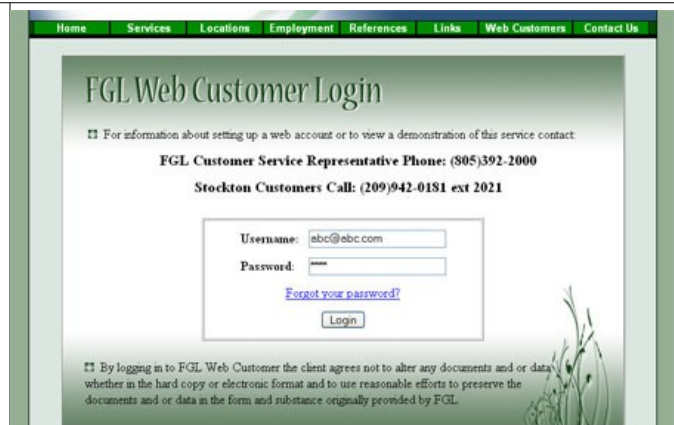 Home Services Locations Employment References Links Web Customers Contact Us
FGL Web Customer Login
For information about setting up a web account or to view a demonstration of this service contact:
FGL Customer Service Representative Phone: (805)392-2000
Stockton Customers Call: (209)942-0181 ext 2021
Username: abc@abc.com
Password: ****
Forgot your password?
Login
By logging in to FGL Web Customer the client agrees not to alter any documents and or data
whether in the hard copy or electronic format and to use reasonable efforts to preserve the
documents and or data in the form and substance originally provided by FGL